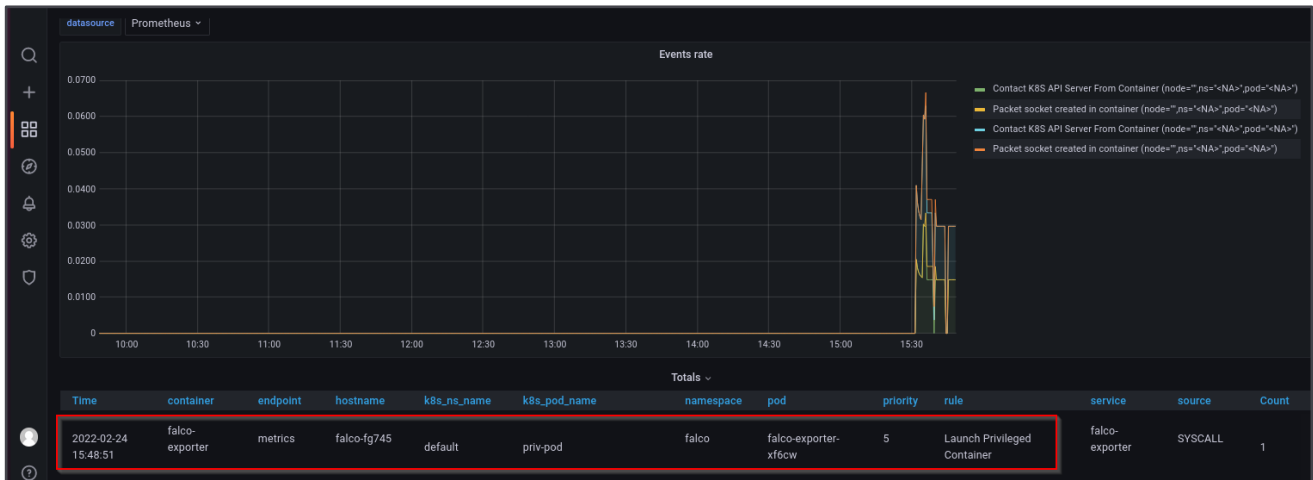 datasource Prometheus
Events rate
0.0700
0.0600
0.0500
0.0400
0.0300
0.0200
0.0100
0
10:00 10:30 11:00 11:30 12:00 12:30 13:00 13:30 14:00 14:30 15:00 15:30
Contact K8S API Server From Container (node="",ns="<NA>",pod="<NA>")
Packet socket created in container (node="",ns="<NA>",pod="<NA>")
Contact K8S API Server From Container (node="",ns="<NA>",pod="<NA>")
Packet socket created in container (node="",ns="<NA>",pod="<NA>")
Totals
Time container endpoint hostname k8s_ns_name k8s_pod_name namespace pod priority rule service source Count
2022-02-24 15:48:51 falco-exporter metrics falco-fg745 default priv-pod falco falco-exporter-xf6cw 5 Launch Privileged Container falco-exporter SYSCALL 1